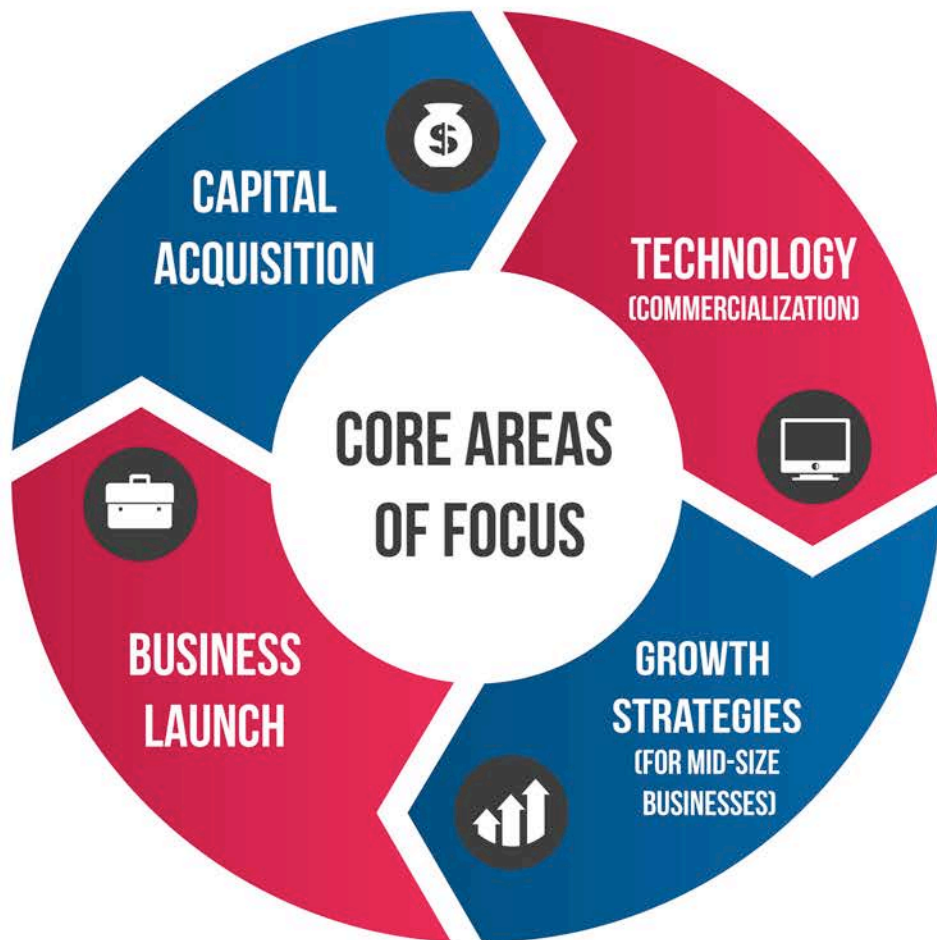 CAPITAL
ACQUISITION
$
TECHNOLOGY
(COMMERCIALIZATION)
CORE AREAS
OF FOCUS
BUSINESS
LAUNCH
GROWTH
STRATEGIES
(FOR MID-SIZE
BUSINESSES)